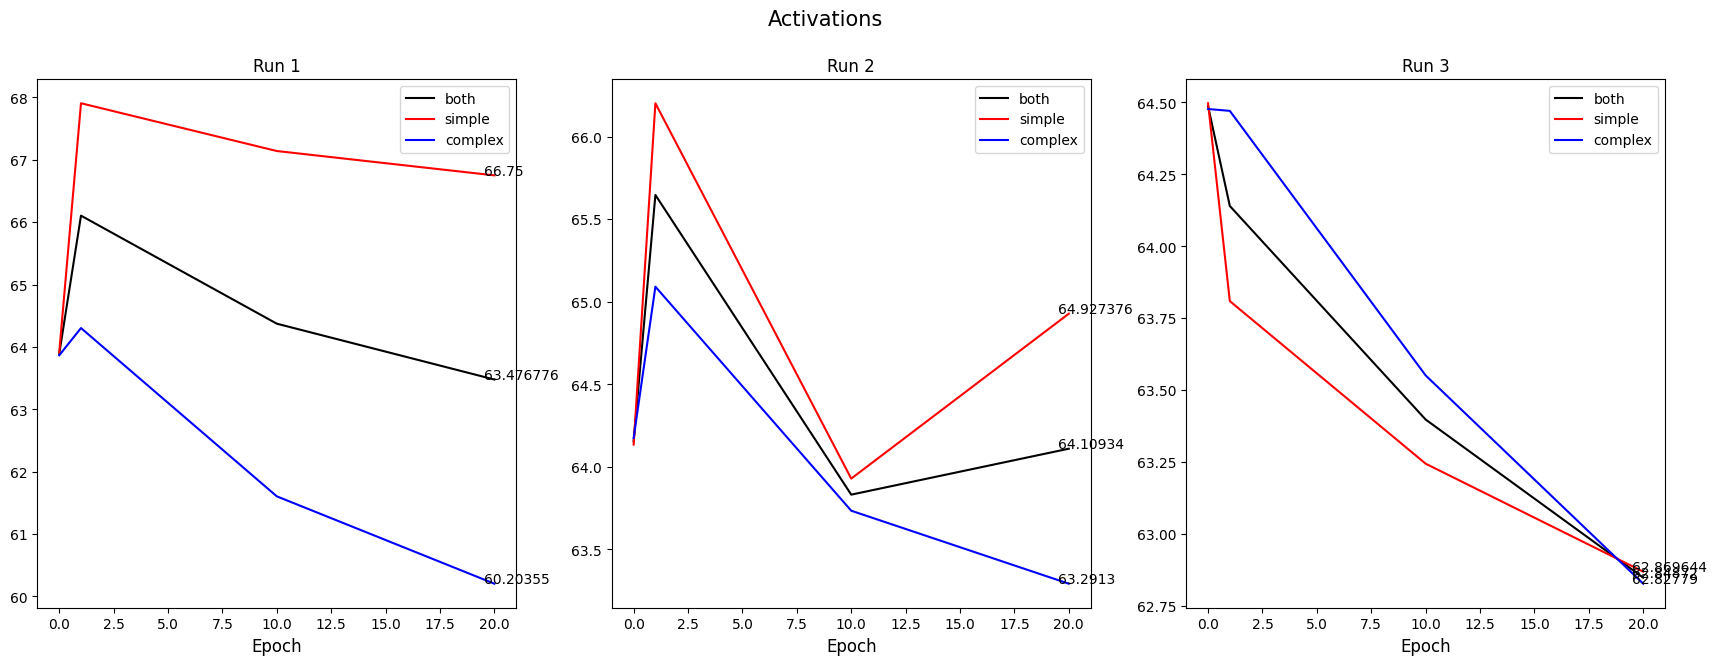 Activations
Run 1
both
simple
complex
68
67
66
65
64
63
62
61
60
66.75
63.476776
60.20355
0.0 2.5 5.0 7.5 10.0 12.5 15.0 17.5 20.0
Epoch
Run 2
both
simple
complex
66.0
65.5
65.0
64.5
64.0
63.5
64.927376
64.10934
63.2913
0.0 2.5 5.0 7.5 10.0 12.5 15.0 17.5 20.0
Epoch
Run 3
both
simple
complex
64.50
64.25
64.00
63.75
63.50
63.25
63.00
62.75
62.869644
62.84872
62.82779
0.0 2.5 5.0 7.5 10.0 12.5 15.0 17.5 20.0
Epoch